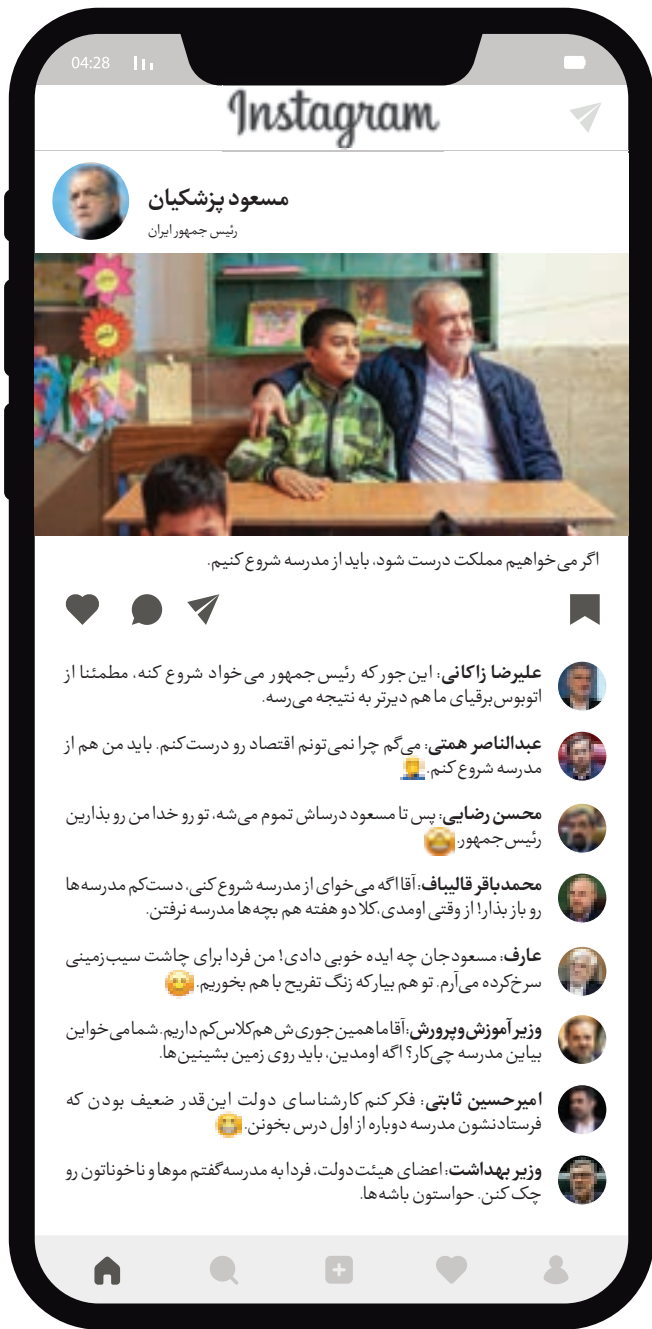 04:28
Instagram
مسعود پزشکیان
رئیس جمهور ایران
اگر می‌خواهیم مملکت درست شود، باید از مدرسه شروع کنیم.
علیرضا زاکانی: این جور که رئیس جمهور می‌خواد شروع کنه، مطمئنا از
اتوبوس‌برقیای ما هم دیرتر به نتیجه می‌رسه.
عبدالناصر همتی: می‌گم چرا نمی‌تونم اقتصاد رو درست‌کنم. باید من هم از
مدرسه شروع کنم. 🤦‍♂️
محسن رضایی: پس تا مسعود درساش تموم می‌شه، تو رو خدا من رو بذارین
رئیس‌جمهور.
محمدباقر قالیباف: آقا اگه می‌خوای از مدرسه شروع کنی، دست‌کم مدرسه‌ها
رو باز بذار! از وقتی اومدی، کلا دو هفته هم بچه‌ها مدرسه نرفتن.
عارف: مسعودجان چه ایده خوبی دادی! من فردا برای چاشت سیب‌زمینی
سرخ‌کرده می‌آرم. تو هم بیار که زنگ تفریح با هم بخوریم. 😊
وزیر آموزش‌وپرورش: آقا ما همین جوری‌ش هم کلاس کم داریم. شما می‌خواین
بیاین مدرسه چی‌کار؟ اگه اومدین، باید روی زمین بشینین‌ها.
امیرحسین ثابتی: فکر کنم کارشناسای دولت این‌قدر ضعیف بودن که
فرستادنشون مدرسه دوباره از اول درس بخونن. 😬
وزیر بهداشت: اعضای هیئت‌دولت، فردا به مدرسه گفتم موها و ناخوناتون رو
چک کنن. حواستون باشه‌ها.